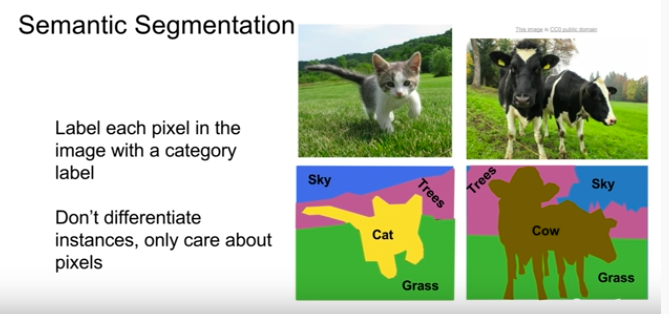 Semantic Segmentation
This image is CC0 public domain
Label each pixel in the
image with a category
label
Don't differentiate
instances, only care about
pixels
Sky
Trees
Cat
Grass
Trees
Sky
Cow
Grass